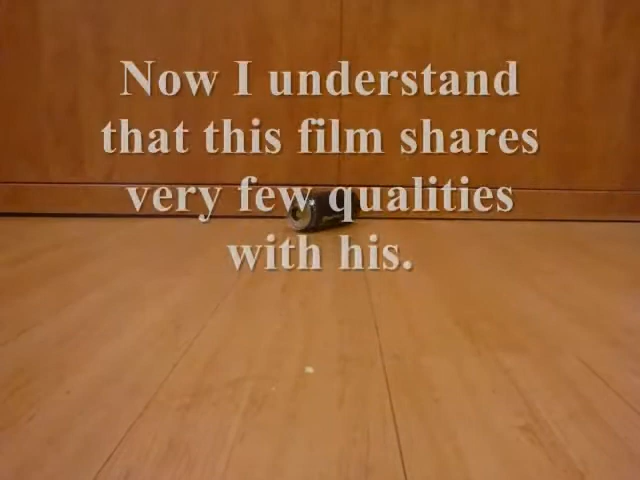 Now I understand
that this film shares
very few qualities
with his.